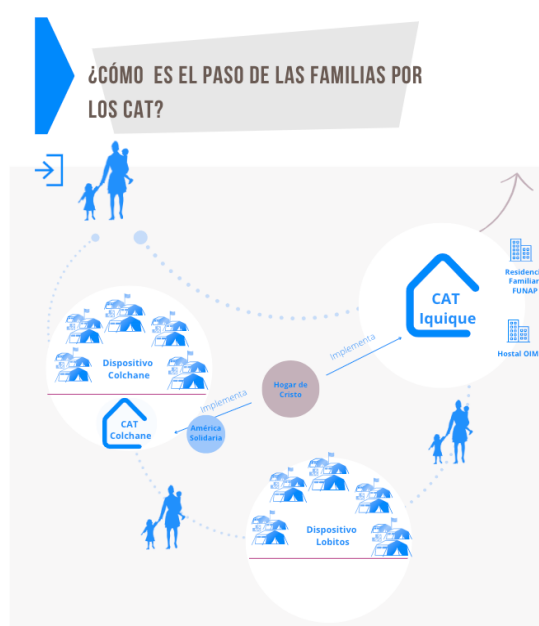 ¿CÓMO ES EL PASO DE LAS FAMILIAS POR
LOS CAT?
CAT
Iquique
Familiar
FUNAP
Hostal OIM
Implementa
Dispositivo
Colchane
Hogar de
Cristo
Implementa
CAT
Colchane
América
Solidaria
Dispositivo
Lobitos